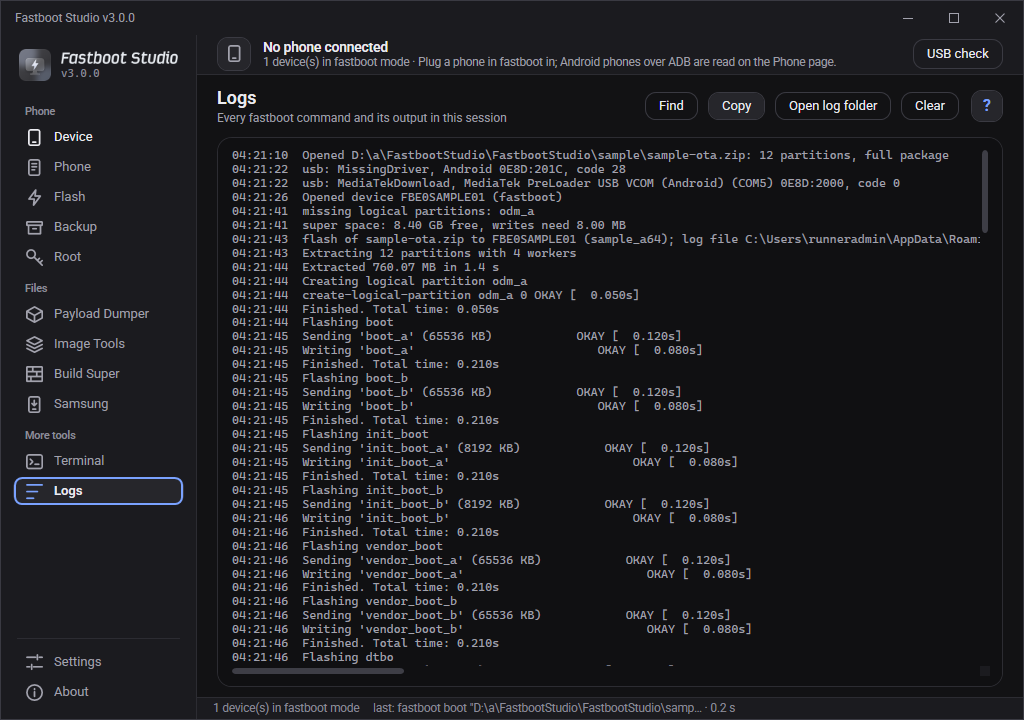 Fastboot Studio v3.0.0
Fastboot Studio
v3.0.0
Phone
Device
Phone
Flash
Backup
Root
Files
Payload Dumper
Image Tools
Build Super
Samsung
More tools
Terminal
Logs
Settings
About
No phone connected
1 device(s) in fastboot mode · Plug a phone in fastboot in; Android phones over ADB are read on the Phone page.
USB check
Logs
Every fastboot command and its output in this session
Find
Copy
Open log folder
Clear
?
04:21:10 Opened D:\a\FastbootStudio\FastbootStudio\sample\sample-ota.zip: 12 partitions, full package
04:21:22 usb: MissingDriver, Android 0E8D:201C, code 28
04:21:22 usb: MediaTekDownload, MediaTek PreLoader USB VCOM (Android) (COM5) 0E8D:2000, code 0
04:21:26 Opened device FBE0SAMPLE01 (fastboot)
04:21:41 missing logical partitions: odm_a
04:21:41 super space: 8.40 GB free, writes need 8.00 MB
04:21:43 flash of sample-ota.zip to FBE0SAMPLE01 (sample_a64); log file C:\Users\runneradmin\AppData\Roam
04:21:43 Extracting 12 partitions with 4 workers
04:21:44 Extracted 760.07 MB in 1.4 s
04:21:44 Creating logical partition odm_a
04:21:44 create-logical-partition odm_a 0 OKAY [  0.050s]
04:21:44 Finished. Total time: 0.050s
04:21:44 Flashing boot
04:21:45 Sending 'boot_a' (65536 KB)            OKAY [  0.120s]
04:21:45 Writing 'boot_a'                          OKAY [  0.080s]
04:21:45 Finished. Total time: 0.210s
04:21:45 Flashing boot_b
04:21:45 Sending 'boot_b' (65536 KB)            OKAY [  0.120s]
04:21:45 Writing 'boot_b'                          OKAY [  0.080s]
04:21:45 Finished. Total time: 0.210s
04:21:45 Flashing init_boot
04:21:45 Sending 'init_boot_a' (8192 KB)            OKAY [  0.120s]
04:21:45 Writing 'init_boot_a'                          OKAY [  0.080s]
04:21:45 Finished. Total time: 0.210s
04:21:45 Flashing init_boot_b
04:21:45 Sending 'init_boot_b' (8192 KB)            OKAY [  0.120s]
04:21:46 Writing 'init_boot_b'                          OKAY [  0.080s]
04:21:46 Finished. Total time: 0.210s
04:21:46 Flashing vendor_boot
04:21:46 Sending 'vendor_boot_a' (65536 KB)            OKAY [  0.120s]
04:21:46 Writing 'vendor_boot_a'                          OKAY [  0.080s]
04:21:46 Finished. Total time: 0.210s
04:21:46 Flashing vendor_boot_b
04:21:46 Sending 'vendor_boot_b' (65536 KB)            OKAY [  0.120s]
04:21:46 Writing 'vendor_boot_b'                          OKAY [  0.080s]
04:21:46 Finished. Total time: 0.210s
04:21:46 Flashing dtbo
1 device(s) in fastboot mode last: fastboot boot "D:\a\FastbootStudio\FastbootStudio\samp... · 0.2 s